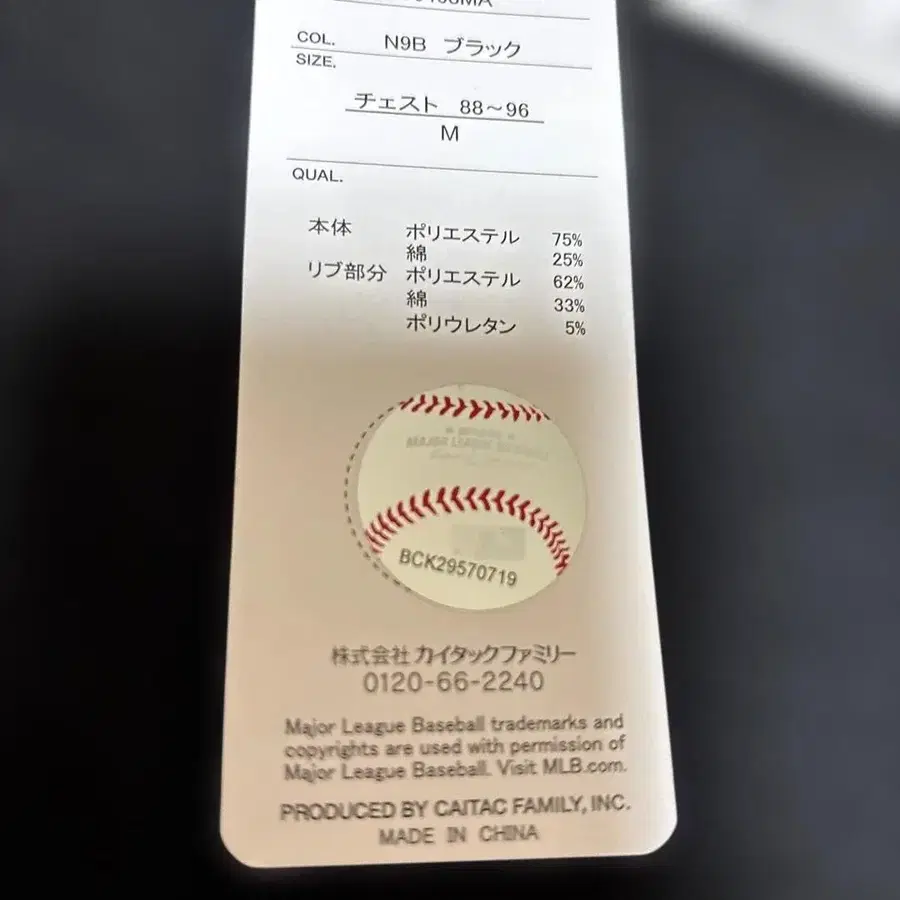 COL. N9B ブラック
SIZE.
チェスト 88～96
M
QUAL.
本体 ポリエステル 75%
綿 25%
リブ部分 ポリエステル 62%
綿 33%
ポリウレタン 5%
MAJOR LEAGUE
BCK29570719
株式会社 カイタックファミリー
0120-66-2240
Major League Baseball trademarks and
copyrights are used with permission of
Major League Baseball. Visit MLB.com.
PRODUCED BY CAITAC FAMILY, INC.
MADE IN CHINA